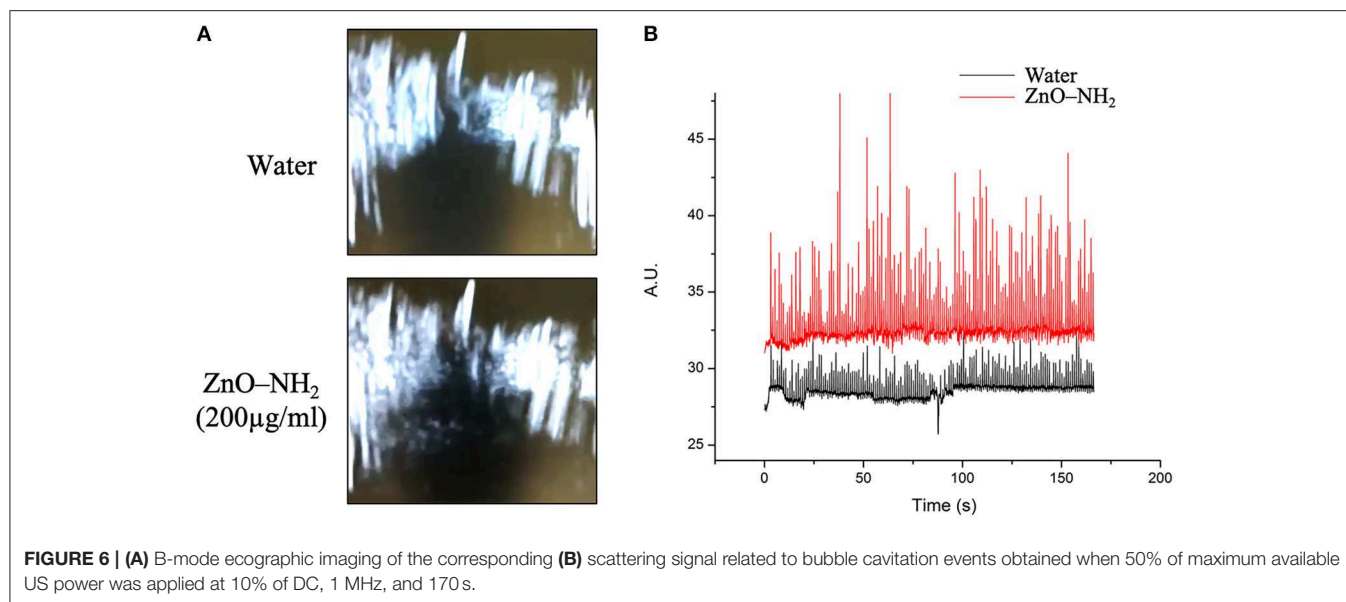 A
Water
ZnO–NH₂
(200µg/ml)
B
Water
ZnO–NH₂
45
40
35
30
25
A.U.
0
50
100
150
200
Time (s)
FIGURE 6 | (A) B-mode ecographic imaging of the corresponding (B) scattering signal related to bubble cavitation events obtained when 50% of maximum available
US power was applied at 10% of DC, 1 MHz, and 170 s.